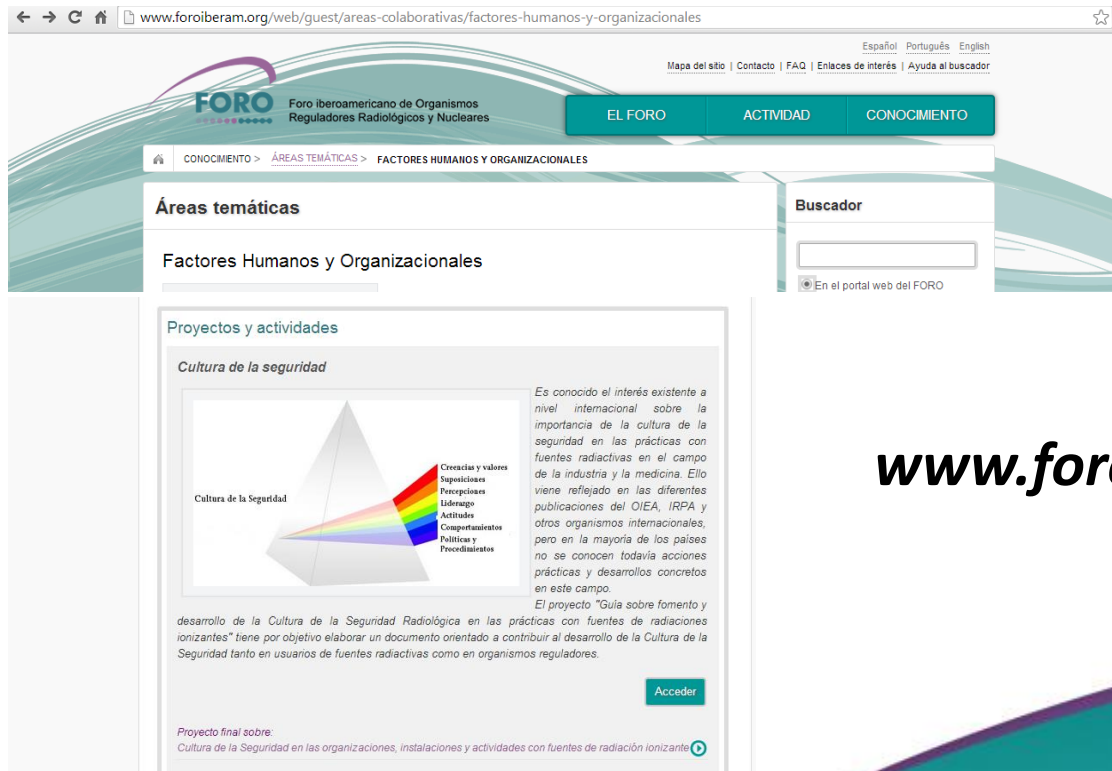 www.foroiberam.org/web/guest/areas-colaborativas/factores-humanos-y-organizacionales
Español Português English
Mapa del sitio | Contacto | FAQ | Enlaces de interés | Ayuda al buscador
FORO
Foro iberoamericano de Organismos
Reguladores Radiológicos y Nucleares
EL FORO ACTIVIDAD CONOCIMIENTO
CONOCIMIENTO > ÁREAS TEMÁTICAS > FACTORES HUMANOS Y ORGANIZACIONALES
Áreas temáticas
Buscador
Factores Humanos y Organizacionales
En el portal web del FORO
Proyectos y actividades
Cultura de la seguridad
Cultura de la Seguridad
Creencias y valores
Suposiciones
Percepciones
Liderazgo
Actitudes
Comportamientos
Políticas y
Procedimientos
Es conocido el interés existente a
nivel internacional sobre la
importancia de la cultura de la
seguridad en las prácticas con
fuentes radiactivas en el campo
de la industria y la medicina. Ello
viene reflejado en las diferentes
publicaciones del OIEA, IRPA y
otros organismos internacionales,
pero en la mayoría de los países
no se conocen todavía acciones
prácticas y desarrollos concretos
en este campo.
El proyecto "Guía sobre fomento y
desarrollo de la Cultura de la Seguridad Radiológica en las prácticas con fuentes de radiaciones
ionizantes" tiene por objetivo elaborar un documento orientado a contribuir al desarrollo de la Cultura de la
Seguridad tanto en usuarios de fuentes radiactivas como en organismos reguladores.
Acceder
Proyecto final sobre:
Cultura de la Seguridad en las organizaciones, instalaciones y actividades con fuentes de radiación ionizante
www.for